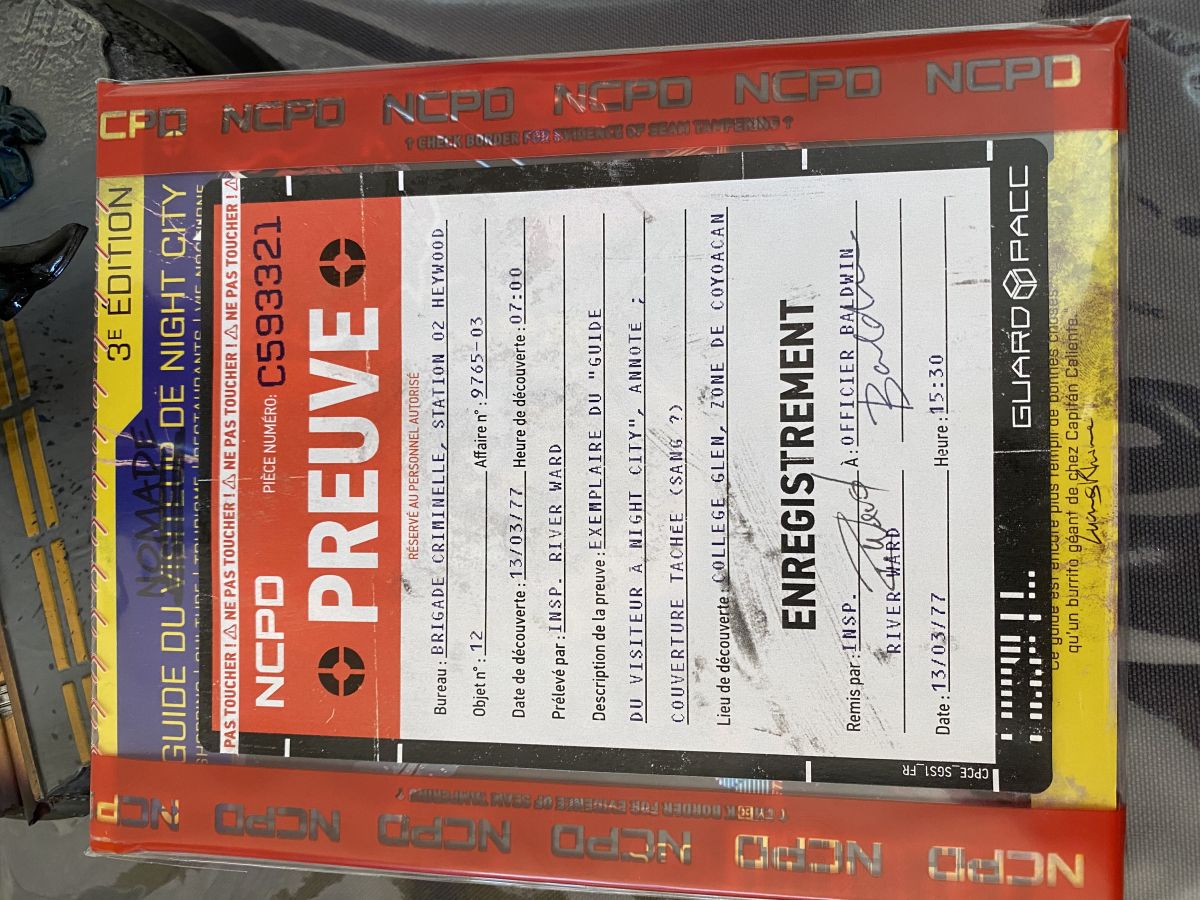 CPD NCPD NCPD NCPD NCPD NCPD
? CHECK BORDER FOR EVIDENCE OF SEAM TAMPERING ?
3E ÉDITION
NOMADE
GUIDE DU VISITEUR DE NIGHT CITY
PAS TOUCHER ! ⚠ NE PAS TOUCHER ! ⚠ NE PAS TOUCHER ! ⚠ NE PAS TOUCHER ! ⚠ NE PAS TOUCHER ! ⚠
NCPD
PIÈCE NUMÉRO: C593321
PREUVE
RÉSERVÉ AU PERSONNEL AUTORISÉ
Bureau : BRIGADE CRIMINELLE, STATION 02 HEYWOOD
Objet n° : 12 Affaire n° : 9765-03
Date de découverte : 13/03/77 Heure de découverte : 07:00
Prélevé par : INSP. RIVER WARD
Description de la preuve : EXEMPLAIRE DU "GUIDE
DU VISITEUR À NIGHT CITY", ANNOTÉ ;
COUVERTURE TACHÉE (SANG ?)
Lieu de découverte : COLLEGE GLEN, ZONE DE COYOACAN
ENREGISTREMENT
Remis par : INSP. À : OFFICIER BALDWIN
RIVER WARD
Date : 13/03/77 Heure : 15:30
GUARD PACC
CPCE_SGS1_FR
Ce guide est encore plus rempli de bonnes choses
qu'un burrito géant de chez Capitán Caliente
? CHECK BORDER FOR EVIDENCE OF SEAM TAMPERING ?
NCPD NCPD NCPD NCPD NCPD NCPD